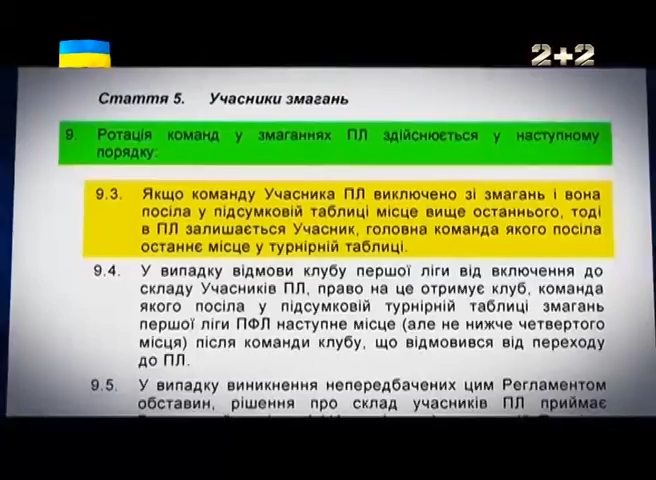 2+2
Стаття 5. Учасники змагань
9. Ротація команд у змаганнях ПЛ здійснюється у наступному
порядку:
9.3. Якщо команду Учасника ПЛ виключено зі змагань і вона
посіла у підсумковій таблиці місце вище останнього, тоді
в ПЛ залишається Учасник, головна команда якого посіла
останнє місце у турнірній таблиці.
9.4. У випадку відмови клубу першої ліги від включення до
складу Учасників ПЛ, право на це отримує клуб, команда
якого посіла у підсумковій турнірній таблиці змагань
першої ліги ПФЛ наступне місце (але не нижче четвертого
місця) після команди клубу, що відмовився від переходу
до ПЛ.
9.5. У випадку виникнення непередбачених цим Регламентом
обставин, рішення про склад учасників ПЛ приймає